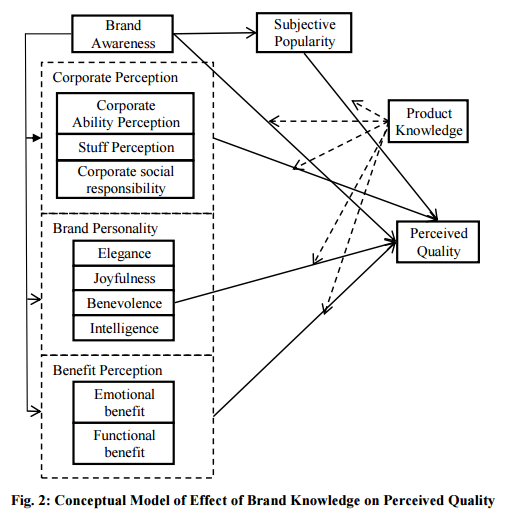 Brand
Awareness
Subjective
Popularity
Corporate Perception
Corporate
Ability Perception
Stuff Perception
Corporate social
responsibility
Product
Knowledge
Brand Personality
Elegance
Joyfulness
Benevolence
Intelligence
Perceived
Quality
Benefit Perception
Emotional
benefit
Functional
benefit
Fig. 2: Conceptual Model of Effect of Brand Knowledge on Perceived Quality